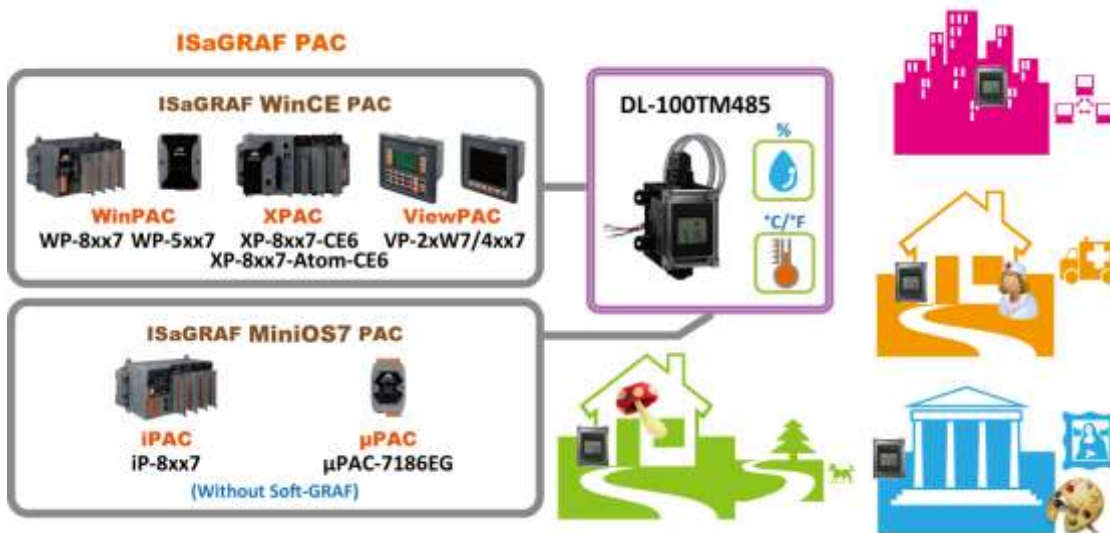 ISaGRAF PAC
ISaGRAF WinCE PAC
WinPAC
WP-8xx7 WP-5xx7
XPAC
XP-8xx7-CE6
XP-8xx7-Atom-CE6
ViewPAC
VP-2xW7/4xx7
ISaGRAF MiniOS7 PAC
iPAC
iP-8xx7
µPAC
µPAC-7186EG
(Without Soft-GRAF)
DL-100TM485
%
°C/°F